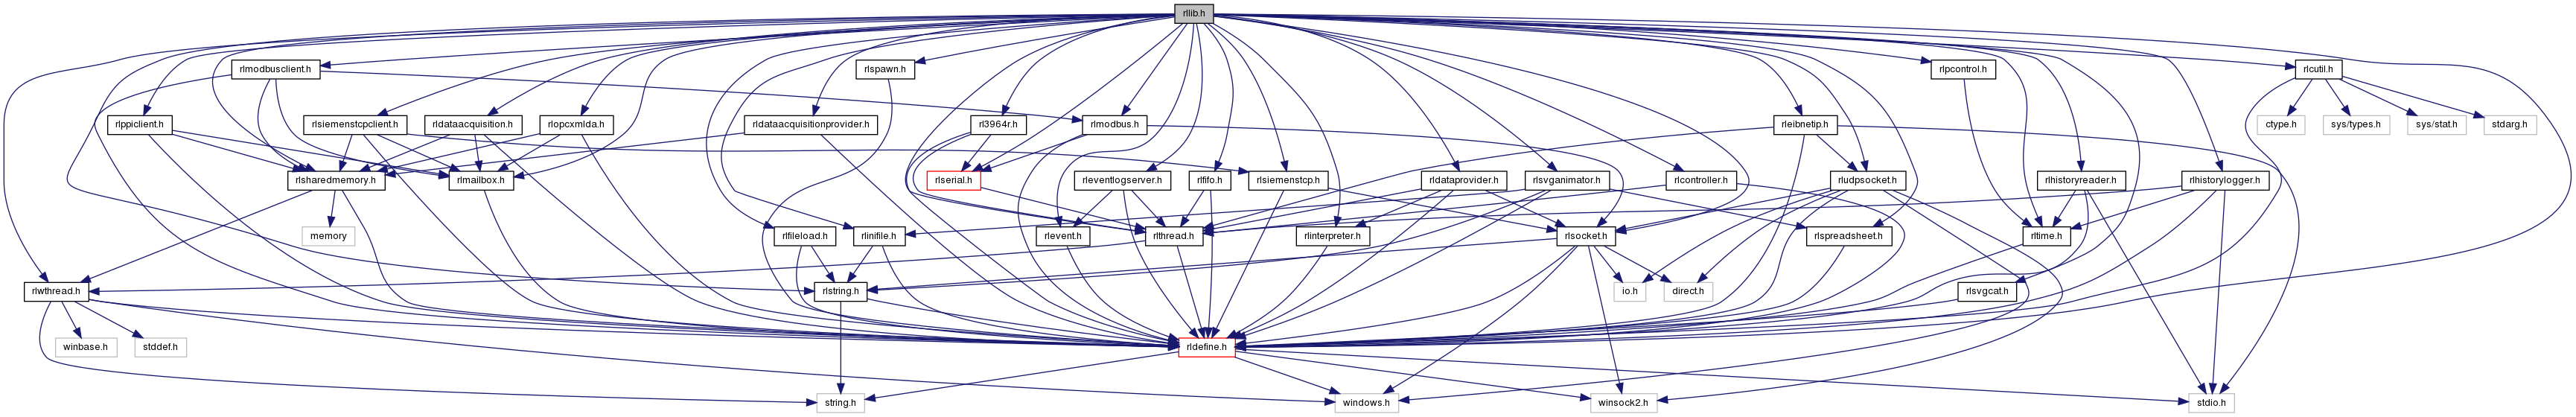 rllib.h
rlmodbusclient.h
rlspawn.h
rlpcontrol.h
rlcutil.h
rlppiclient.h
rlsiemenstcpclient.h
rldataacquisition.h
rlopcxmlda.h
rldataacquisitionprovider.h
rl3964r.h
rlmodbus.h
rleibnetip.h
ctype.h
sys/types.h
sys/stat.h
stdarg.h
rlsharedmemory.h
rlmailbox.h
rlserial.h
rleventlogserver.h
rlfifo.h
rlsiemenstcp.h
rldataprovider.h
rlsvganimator.h
rlcontroller.h
rludpsocket.h
rlhistoryreader.h
rlhistorylogger.h
memory
rlfileload.h
rlinifile.h
rlevent.h
rlthread.h
rlinterpreter.h
rlsocket.h
rlspreadsheet.h
rltime.h
rlwthread.h
rlstring.h
io.h
direct.h
rlsvgcat.h
winbase.h
stddef.h
rldefine.h
string.h
windows.h
winsock2.h
stdio.h